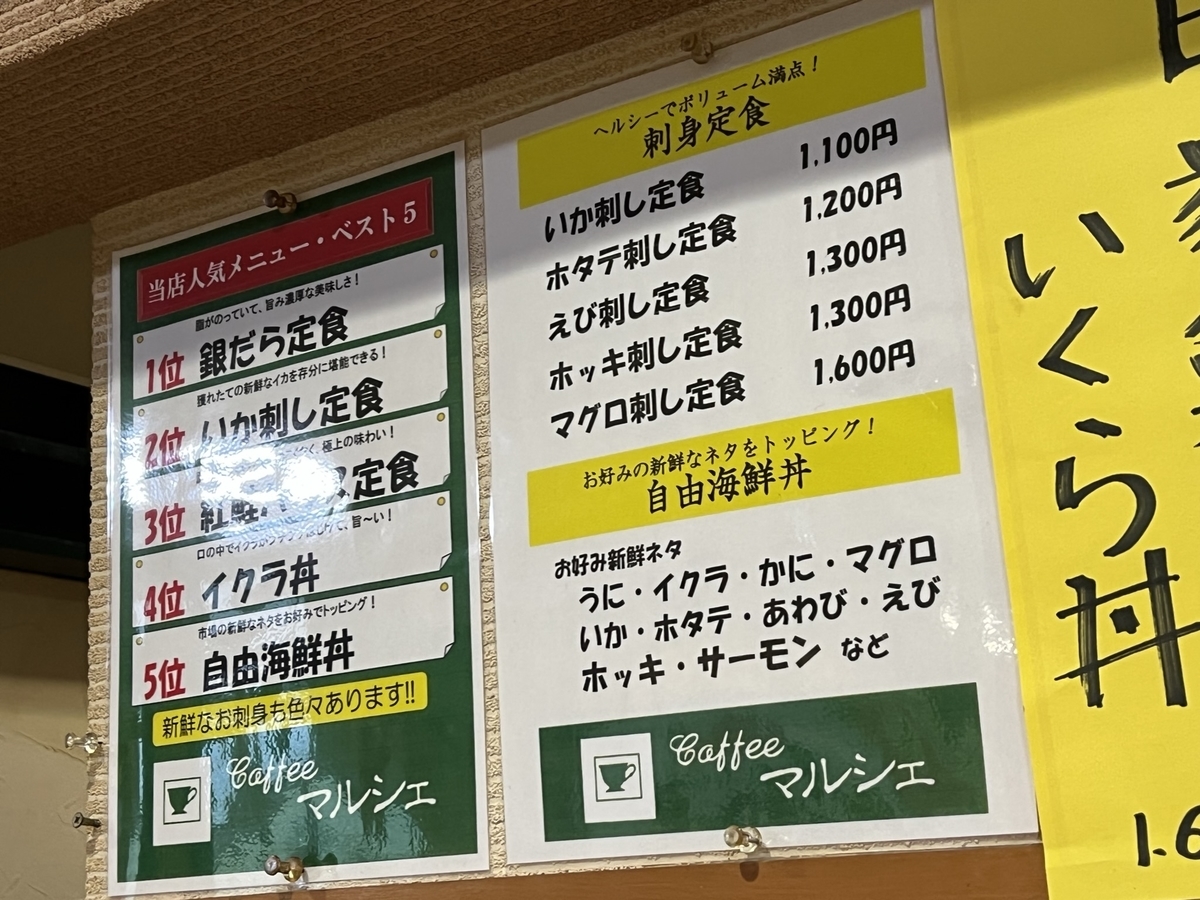 当店人気メニュー・ベスト5
脂がのっていて、旨み濃厚な美味しさ!
1位 銀だら定食
獲れたての新鮮なイカを存分に堪能できる!
2位 いか刺し定食
極上の味わい!
3位 紅鮭 定食
口の中でイクラが 旨〜い!
4位 イクラ丼
市場の新鮮なネタをお好みでトッピング!
5位 自由海鮮丼
新鮮なお刺身も色々あります!!
Coffee
マルシェ
ヘルシーでボリューム満点!
刺身定食
いか刺し定食 1,100円
ホタテ刺し定食 1,200円
えび刺し定食 1,300円
ホッキ刺し定食 1,300円
マグロ刺し定食 1,600円
お好みの新鮮なネタをトッピング!
自由海鮮丼
お好み新鮮ネタ
うに・イクラ・かに・マグロ
いか・ホタテ・あわび・えび
ホッキ・サーモン など
Coffee
マルシェ
いくら丼